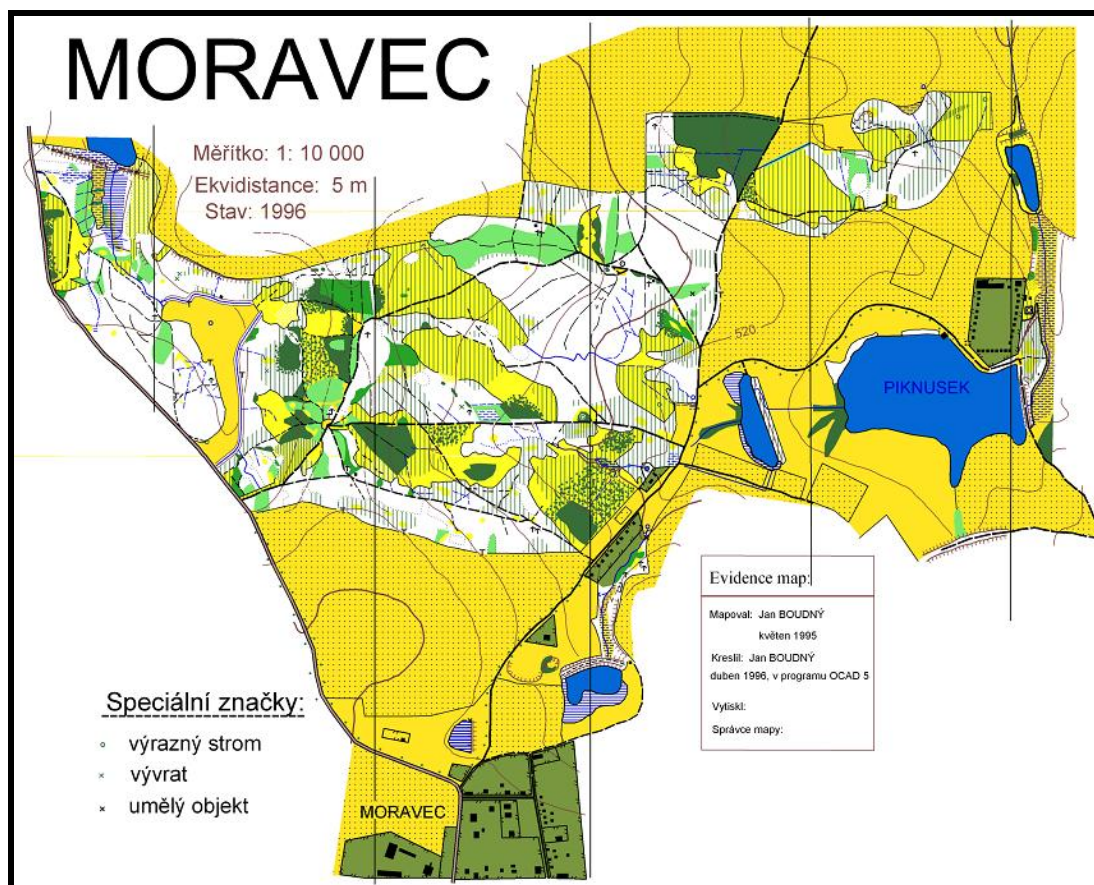 MORAVEC
Měřítko: 1: 10 000
Ekvidistance: 5 m
Stav: 1996
520
PIKNUSEK
Evidence map:
Mapoval: Jan BOUDNÝ
květen 1995
Kreslil: Jan BOUDNÝ
duben 1996, v programu OCAD 5
Vytiskl:
Správce mapy:
Speciální značky:
výrazný strom
vývrat
umělý objekt
MORAVEC